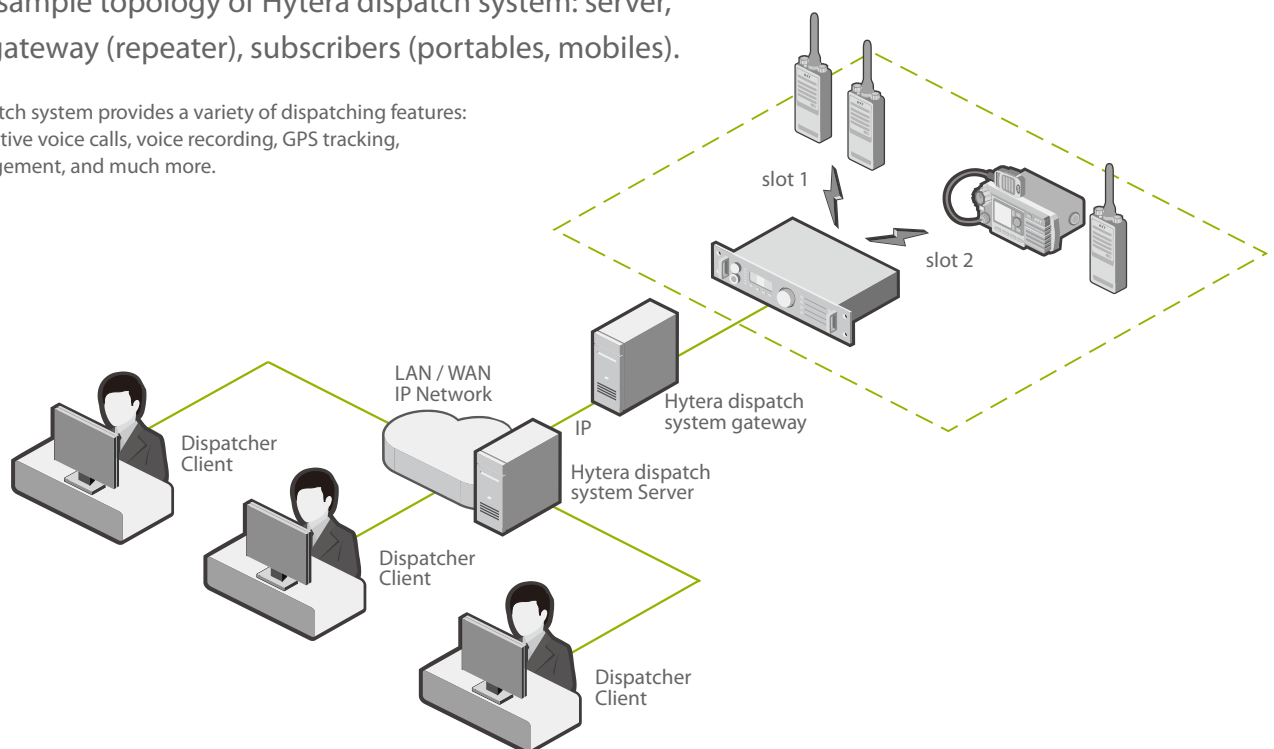 sample topology of Hytera dispatch system: server,
gateway (repeater), subscribers (portables, mobiles).
tch system provides a variety of dispatching features:
tive voice calls, voice recording, GPS tracking,
gement, and much more.
slot 1
slot 2
LAN / WAN
IP Network
IP
Hytera dispatch
system gateway
Hytera dispatch
system Server
Dispatcher
Client
Dispatcher
Client
Dispatcher
Client